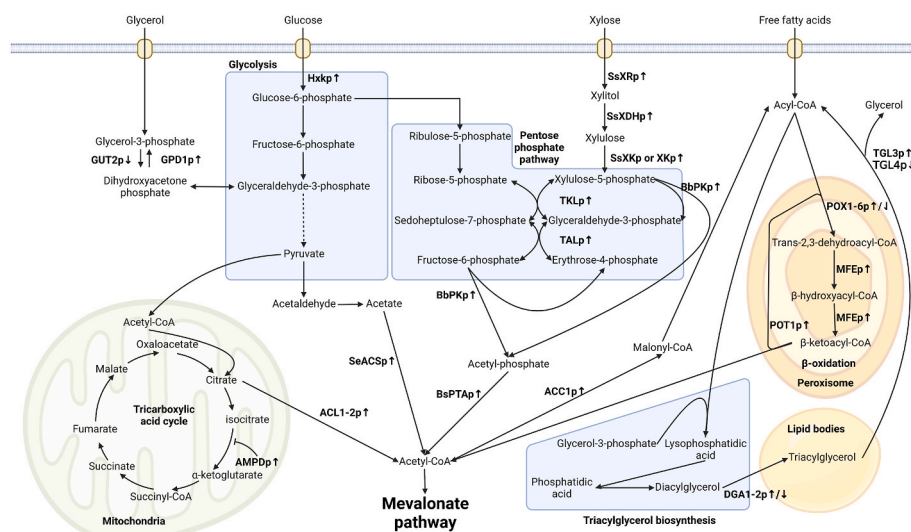 Glycerol
Glucose
Xylose
Free fatty acids
Glycolysis
Hxkp↑
Glucose-6-phosphate
Fructose-6-phosphate
Glyceraldehyde-3-phosphate
Pyruvate
Glycerol-3-phosphate
GUT2p↓ GPD1p↑
Dihydroxyacetone
phosphate
SsXRp↑
Xylitol
SsXDHp↑
Xylulose
SsXKp or XKp↑
Ribulose-5-phosphate
Pentose
phosphate
pathway
Ribose-5-phosphate
Xylulose-5-phosphate
BbPKp↑
TKLp↑
Sedoheptulose-7-phosphate
Glyceraldehyde-3-phosphate
TALp↑
Fructose-6-phosphate
Erythrose-4-phosphate
BbPKp↑
Acyl-CoA
Glycerol
TGL3p↑
TGL4p↓
POX1-6p↑/↓
Trans-2,3-dehydroacyl-CoA
MFEp↑
β-hydroxyacyl-CoA
POT1p↑
MFEp↑
β-ketoacyl-CoA
β-oxidation
Peroxisome
Acetaldehyde
Acetate
Acetyl-CoA
Oxaloacetate
Malate
Citrate
Tricarboxylic
acid cycle
isocitrate
Fumarate
AMPDp↑
Succinate
α-ketoglutarate
Succinyl-CoA
Mitochondria
SeACSp↑
ACL1-2p↑
Acetyl-phosphate
BsPTAp↑
Malonyl-CoA
ACC1p↑
Acetyl-CoA
Mevalonate
pathway
Glycerol-3-phosphate
Lysophosphatidic
acid
Phosphatidic
acid
Diacylglycerol
DGA1-2p↑/↓
Triacylglycerol biosynthesis
Lipid bodies
Triacylglycerol